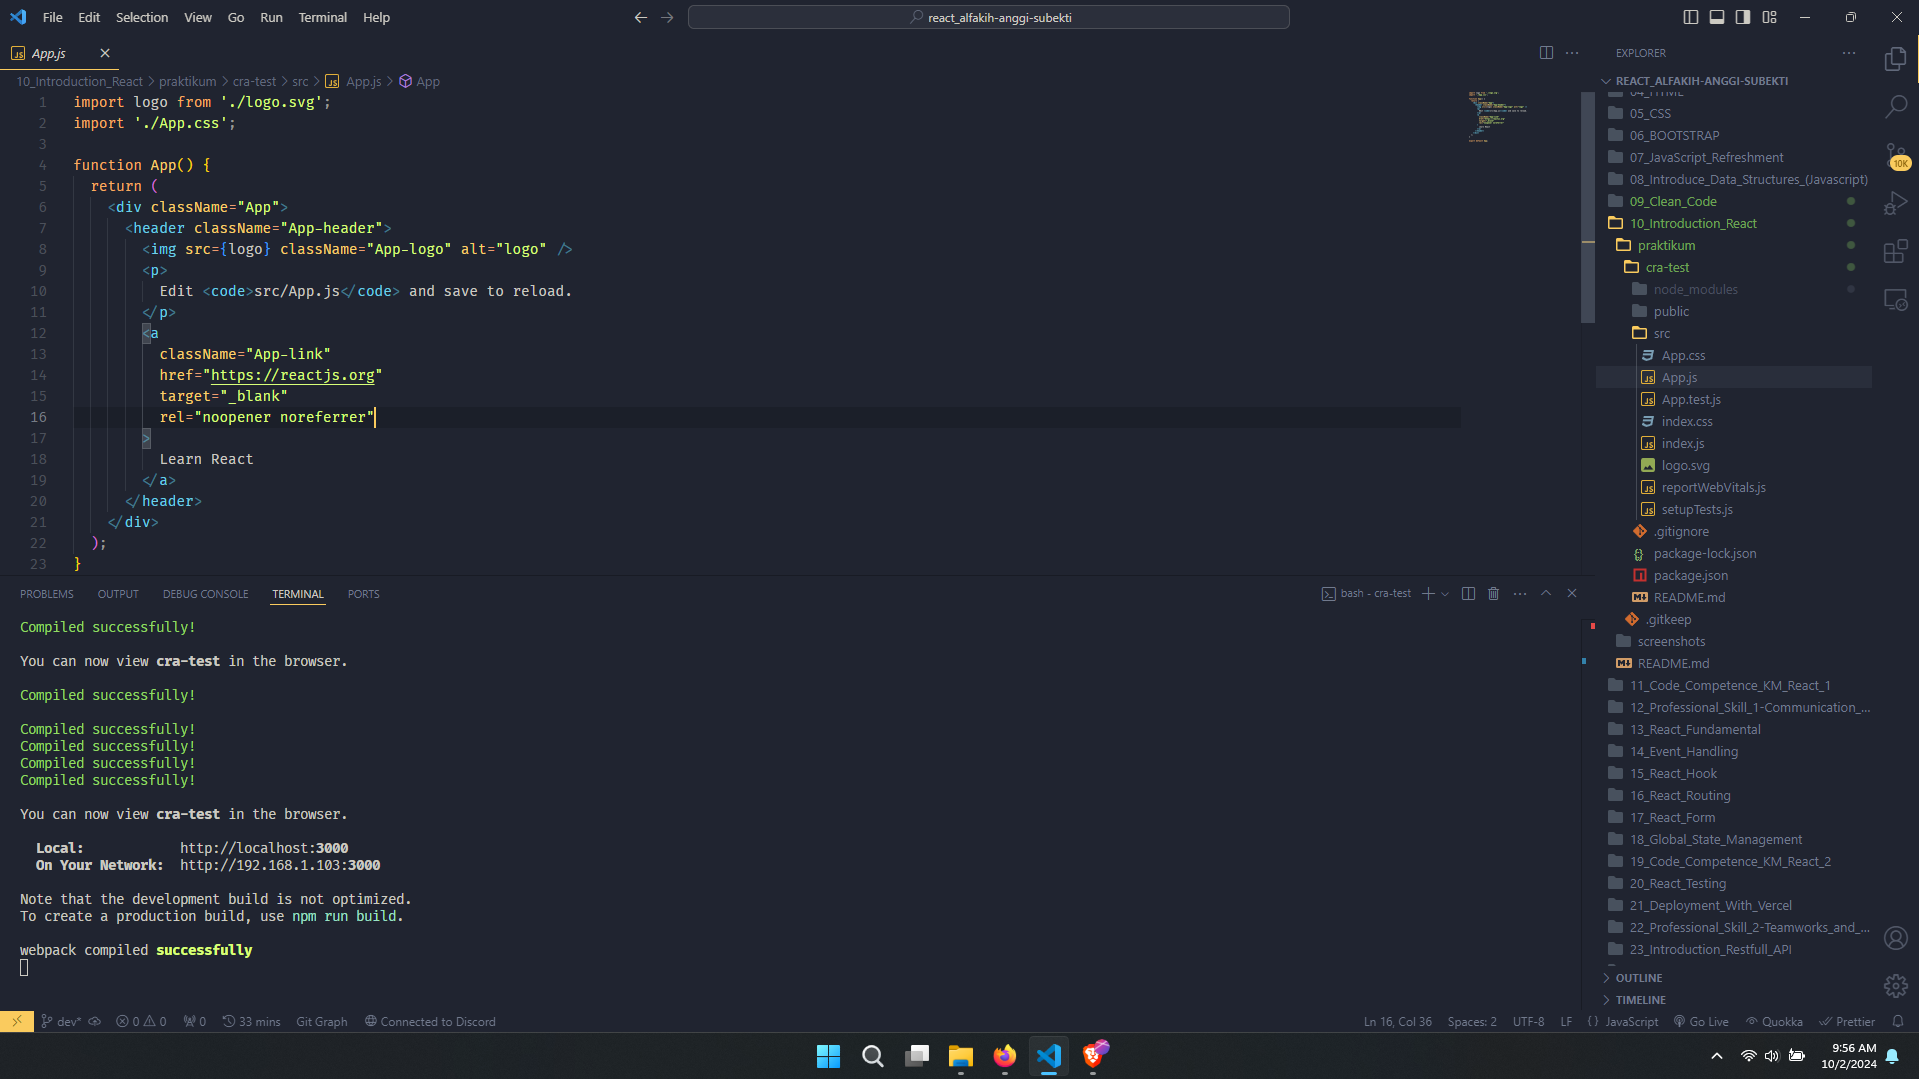 File Edit Selection View Go Run Terminal Help
react_alfakih-anggi-subekti
JS App.js
10_Introduction_React > praktikum > cra-test > src > JS App.js > App
1 import logo from './logo.svg';
2 import './App.css';
3
4 function App() {
5 return (
6 <div className="App">
7 <header className="App-header">
8 <img src={logo} className="App-logo" alt="logo" />
9 <p>
10 Edit <code>src/App.js</code> and save to reload.
11 </p>
12 <a
13 className="App-link"
14 href="https://reactjs.org"
15 target="_blank"
16 rel="noopener noreferrer"
17 >
18 Learn React
19 </a>
20 </header>
21 </div>
22 );
23 }
PROBLEMS OUTPUT DEBUG CONSOLE TERMINAL PORTS
bash - cra-test
Compiled successfully!
You can now view cra-test in the browser.
Compiled successfully!
Compiled successfully!
Compiled successfully!
Compiled successfully!
Compiled successfully!
You can now view cra-test in the browser.
Local: http://localhost:3000
On Your Network: http://192.168.1.103:3000
Note that the development build is not optimized.
To create a production build, use npm run build.
webpack compiled successfully
EXPLORER
REACT_ALFAKIH-ANGGI-SUBEKTI
04_HTML
05_CSS
06_BOOTSTRAP
07_JavaScript_Refreshment
08_Introduce_Data_Structures_(Javascript)
09_Clean_Code
10_Introduction_React
praktikum
cra-test
node_modules
public
src
App.css
JS App.js
JS App.test.js
index.css
JS index.js
logo.svg
JS reportWebVitals.js
JS setupTests.js
.gitignore
package-lock.json
package.json
README.md
.gitkeep
screenshots
README.md
11_Code_Competence_KM_React_1
12_Professional_Skill_1-Communication_...
13_React_Fundamental
14_Event_Handling
15_React_Hook
16_React_Routing
17_React_Form
18_Global_State_Management
19_Code_Competence_KM_React_2
20_React_Testing
21_Deployment_With_Vercel
22_Professional_Skill_2-Teamworks_and_...
23_Introduction_Restfull_API
OUTLINE
TIMELINE
10K
dev* 0 0 0 33 mins Git Graph Connected to Discord
Ln 16, Col 36 Spaces: 2 UTF-8 LF { } JavaScript Go Live Quokka Prettier
9:56 AM
10/2/2024